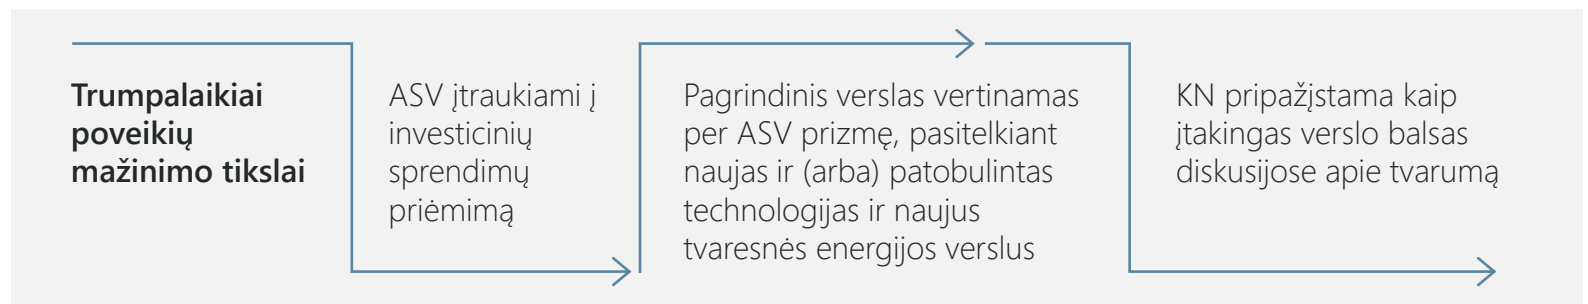 Trumpalaikiai
poveikių
mažinimo tikslai
ASV įtraukiami į
investicinių
sprendimų
priėmimą
Pagrindinis verslas vertinamas
per ASV prizmę, pasitelkiant
naujas ir (arba) patobulintas
technologijas ir naujus
tvaresnės energijos verslus
KN pripažįstama kaip
įtakingas verslo balsas
diskusijose apie tvarumą